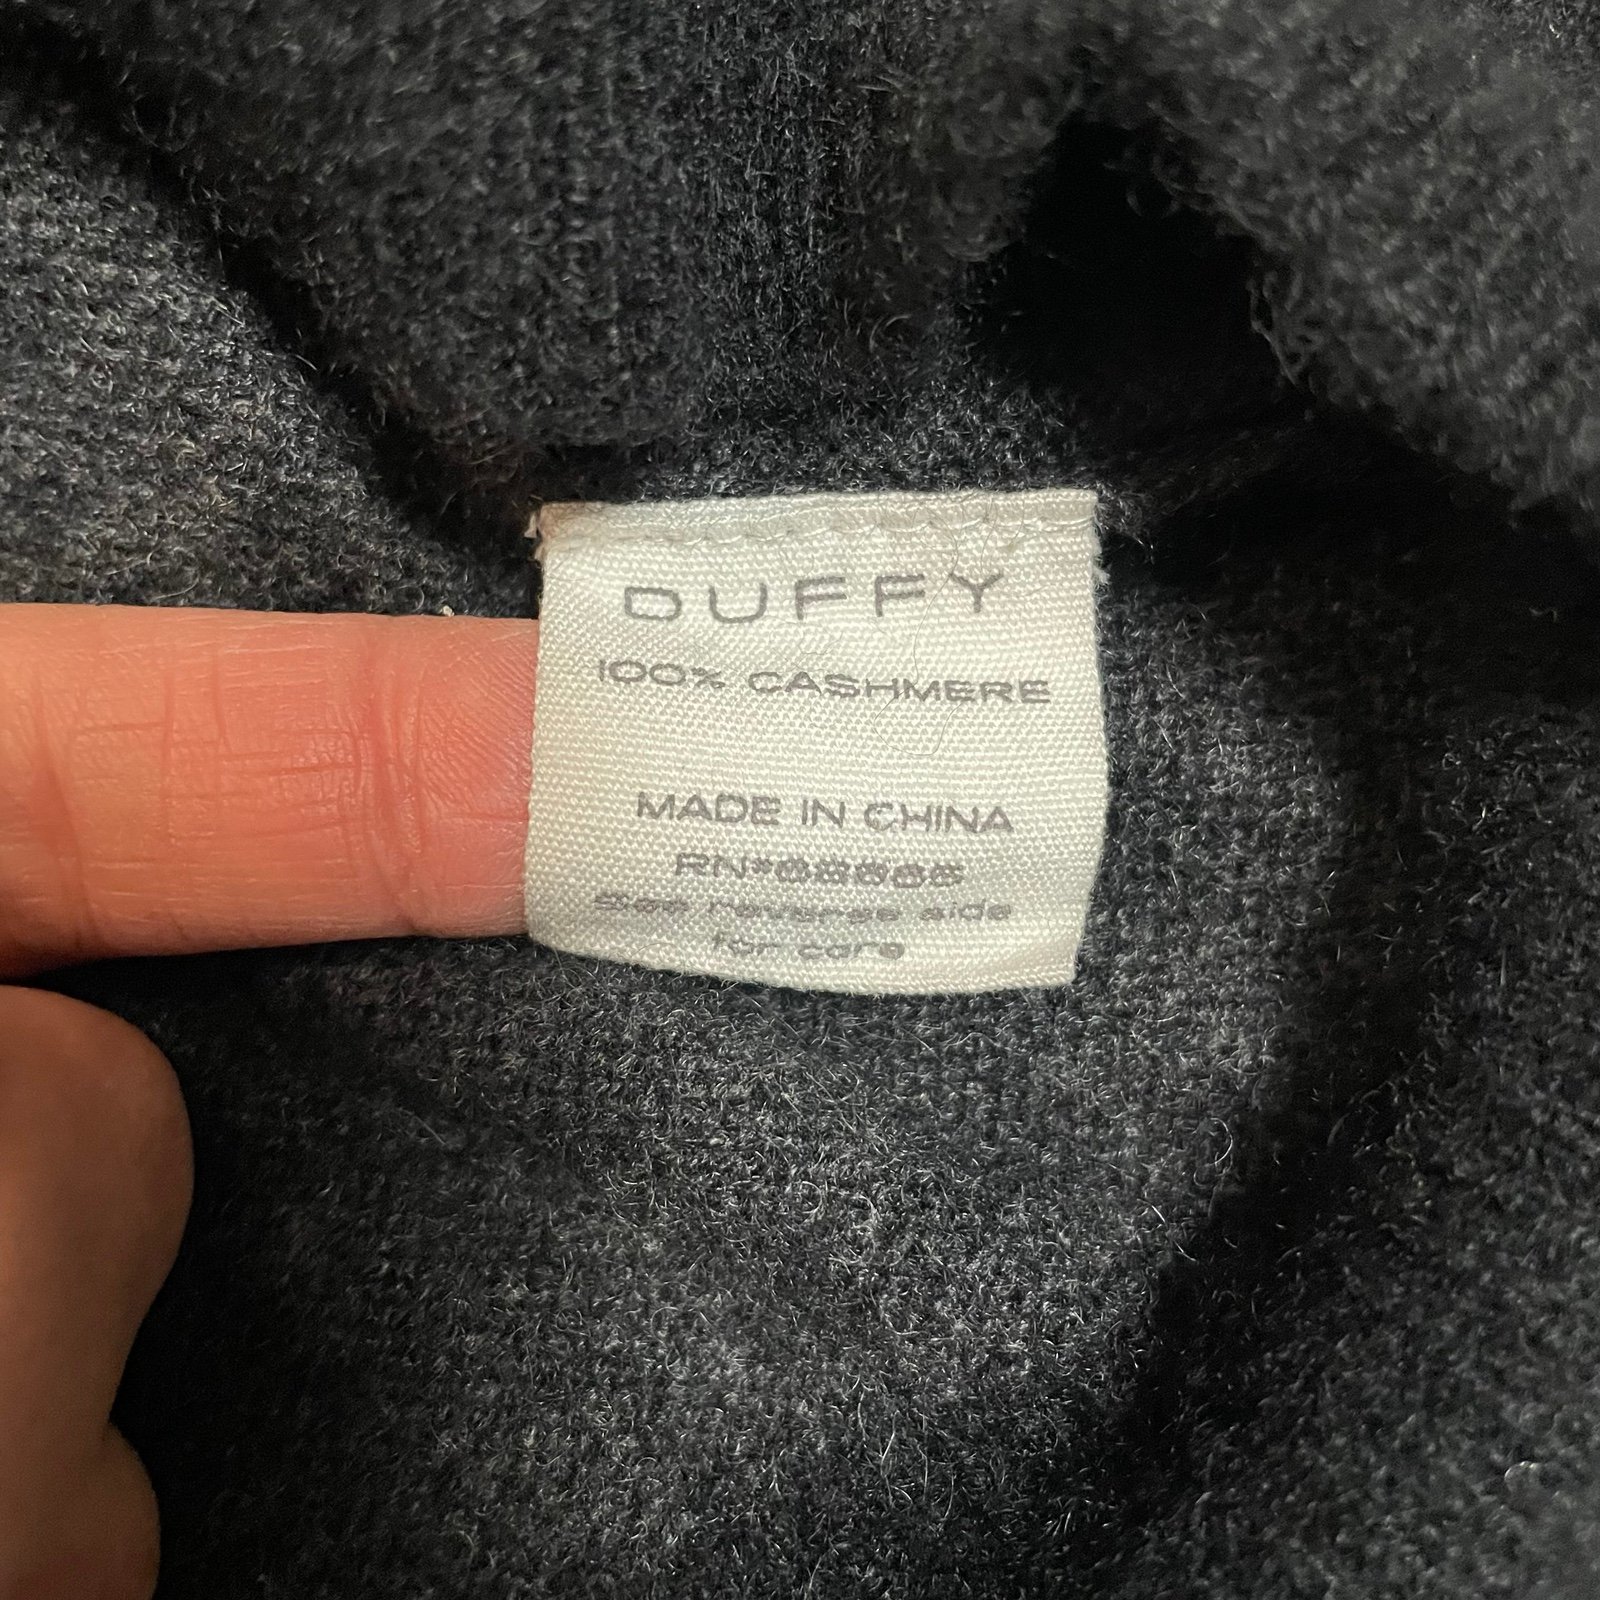 DUFFY
100% CASHMERE
MADE IN CHINA
See reverse side
for care